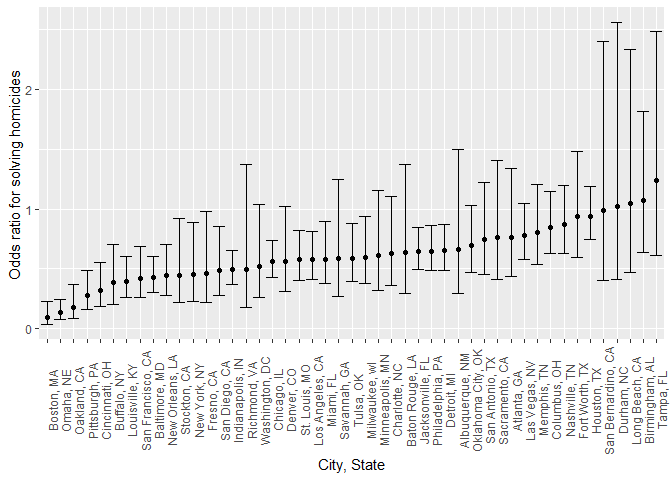 Odds ratio for solving homicides
2
1
0
Boston, MA
Omaha, NE
Oakland, CA
Pittsburgh, PA
Cincinnati, OH
Buffalo, NY
Louisville, KY
San Francisco, CA
Baltimore, MD
New Orleans, LA
Stockton, CA
New York, NY
Fresno, CA
San Diego, CA
Indianapolis, IN
Richmond, VA
Washington, DC
Chicago, IL
Denver, CO
St. Louis, MO
Los Angeles, CA
Miami, FL
Savannah, GA
Tulsa, OK
Milwaukee, wI
Minneapolis, MN
Charlotte, NC
Baton Rouge, LA
Jacksonville, FL
Philadelphia, PA
Detroit, MI
Albuquerque, NM
Oklahoma City, OK
San Antonio, TX
Sacramento, CA
Atlanta, GA
Las Vegas, NV
Memphis, TN
Columbus, OH
Nashville, TN
Fort Worth, TX
Houston, TX
San Bernardino, CA
Durham, NC
Long Beach, CA
Birmingham, AL
Tampa, FL
City, State